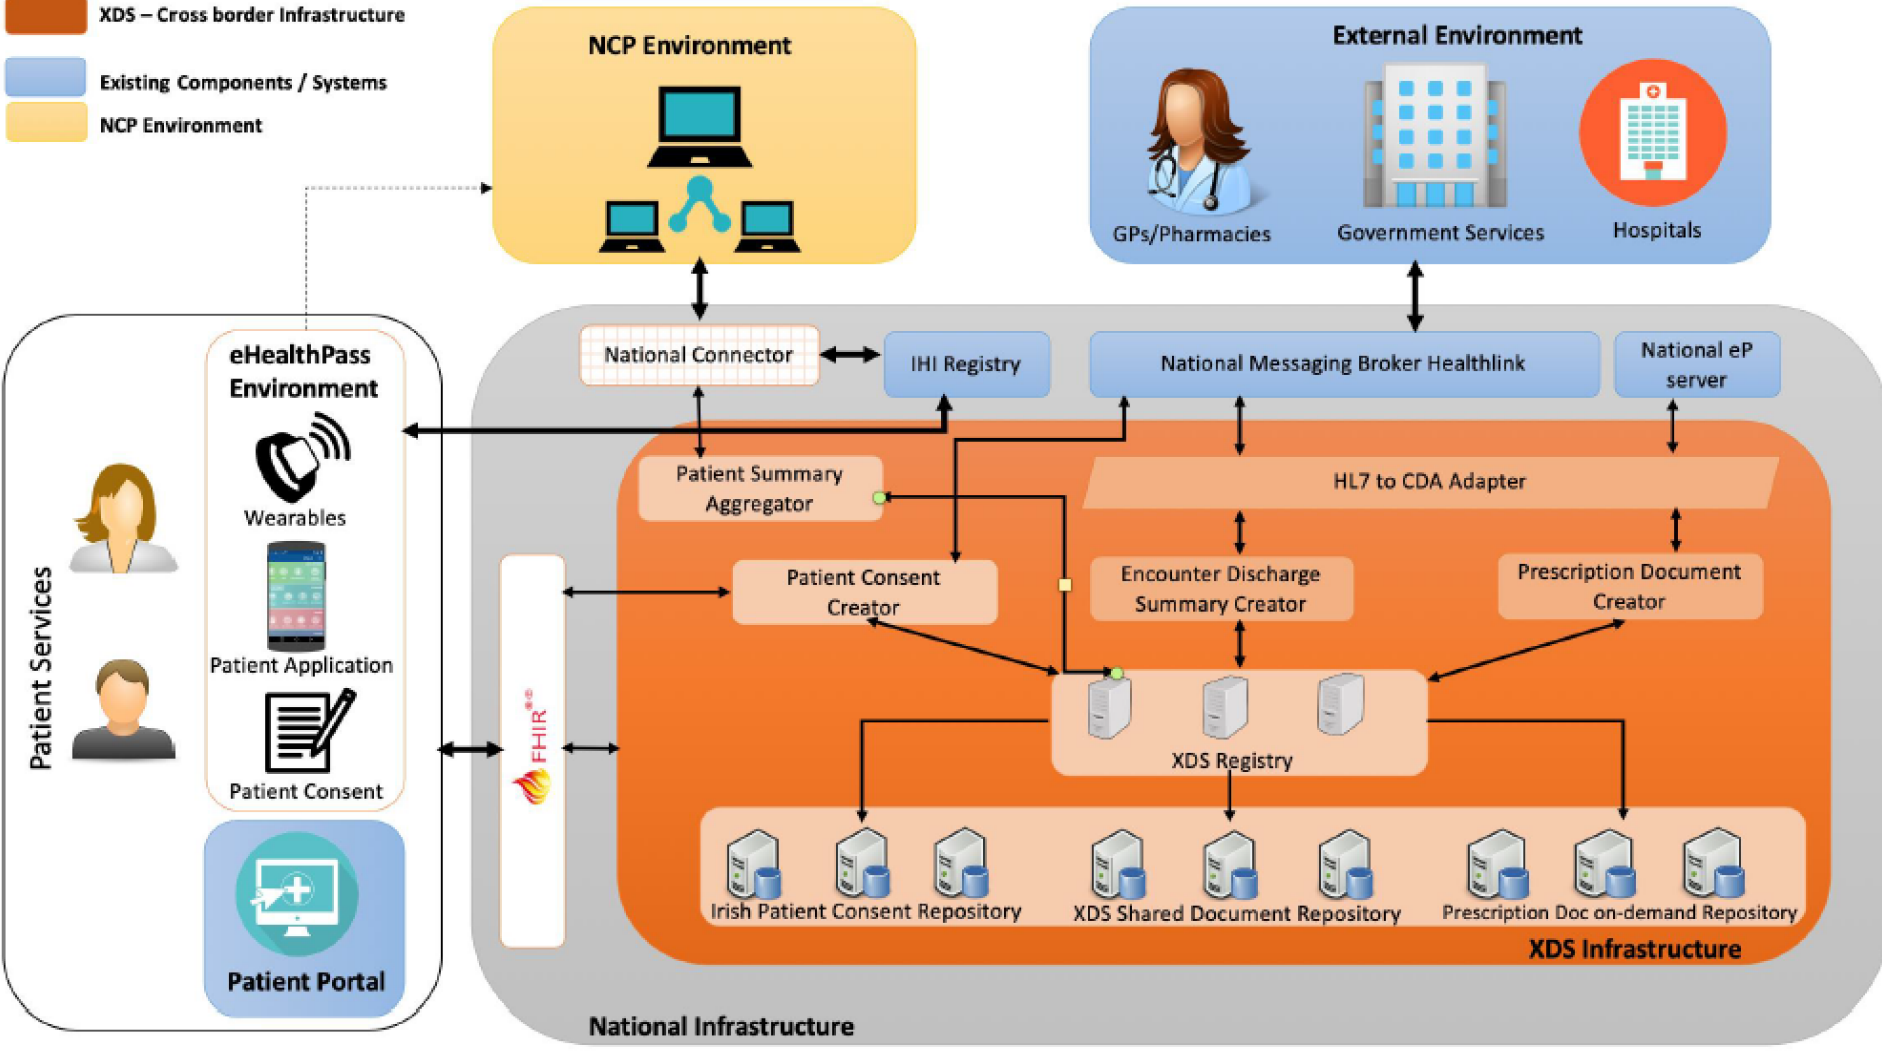 XDS – Cross border Infrastructure
Existing Components / Systems
NCP Environment
NCP Environment
External Environment
GPs/Pharmacies
Government Services
Hospitals
Patient Services
eHealthPass
Environment
Wearables
Patient Application
Patient Consent
Patient Portal
National Connector
IHI Registry
National Messaging Broker Healthlink
National eP
server
Patient Summary
Aggregator
HL7 to CDA Adapter
Patient Consent
Creator
Encounter Discharge
Summary Creator
Prescription Document
Creator
FHIR®®
XDS Registry
Irish Patient Consent Repository
XDS Shared Document Repository
Prescription Doc on-demand Repository
XDS Infrastructure
National Infrastructure